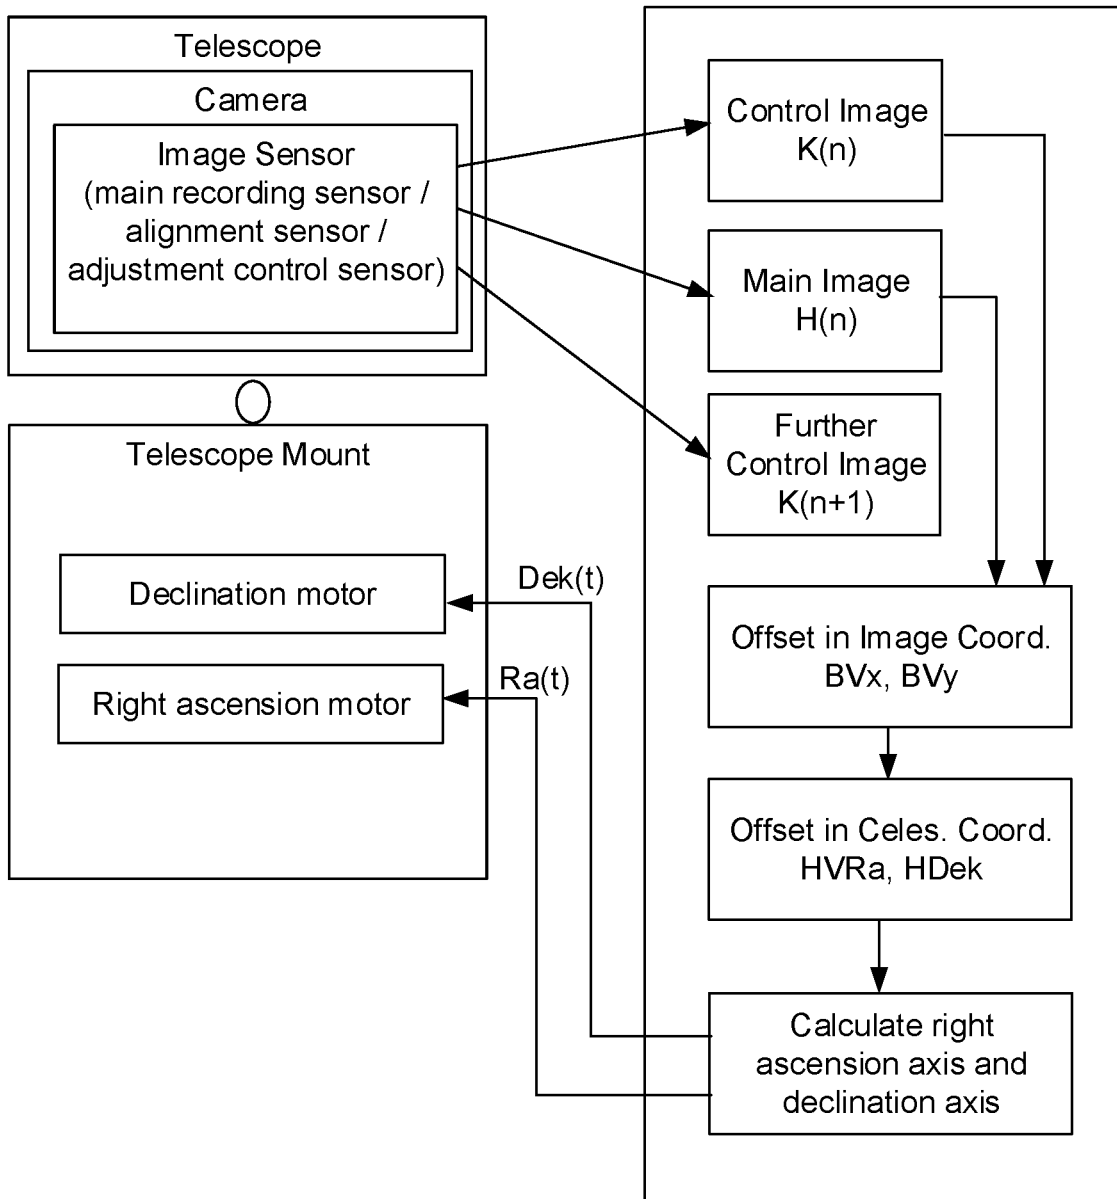 Telescope
Camera
Image Sensor
(main recording sensor /
alignment sensor /
adjustment control sensor)
Telescope Mount
Declination motor
Right ascension motor
Dek(t)
Ra(t)
Control Image
K(n)
Main Image
H(n)
Further
Control Image
K(n+1)
Offset in Image Coord.
BVx, BVy
Offset in Celes. Coord.
HVRa, HDek
Calculate right
ascension axis and
declination axis